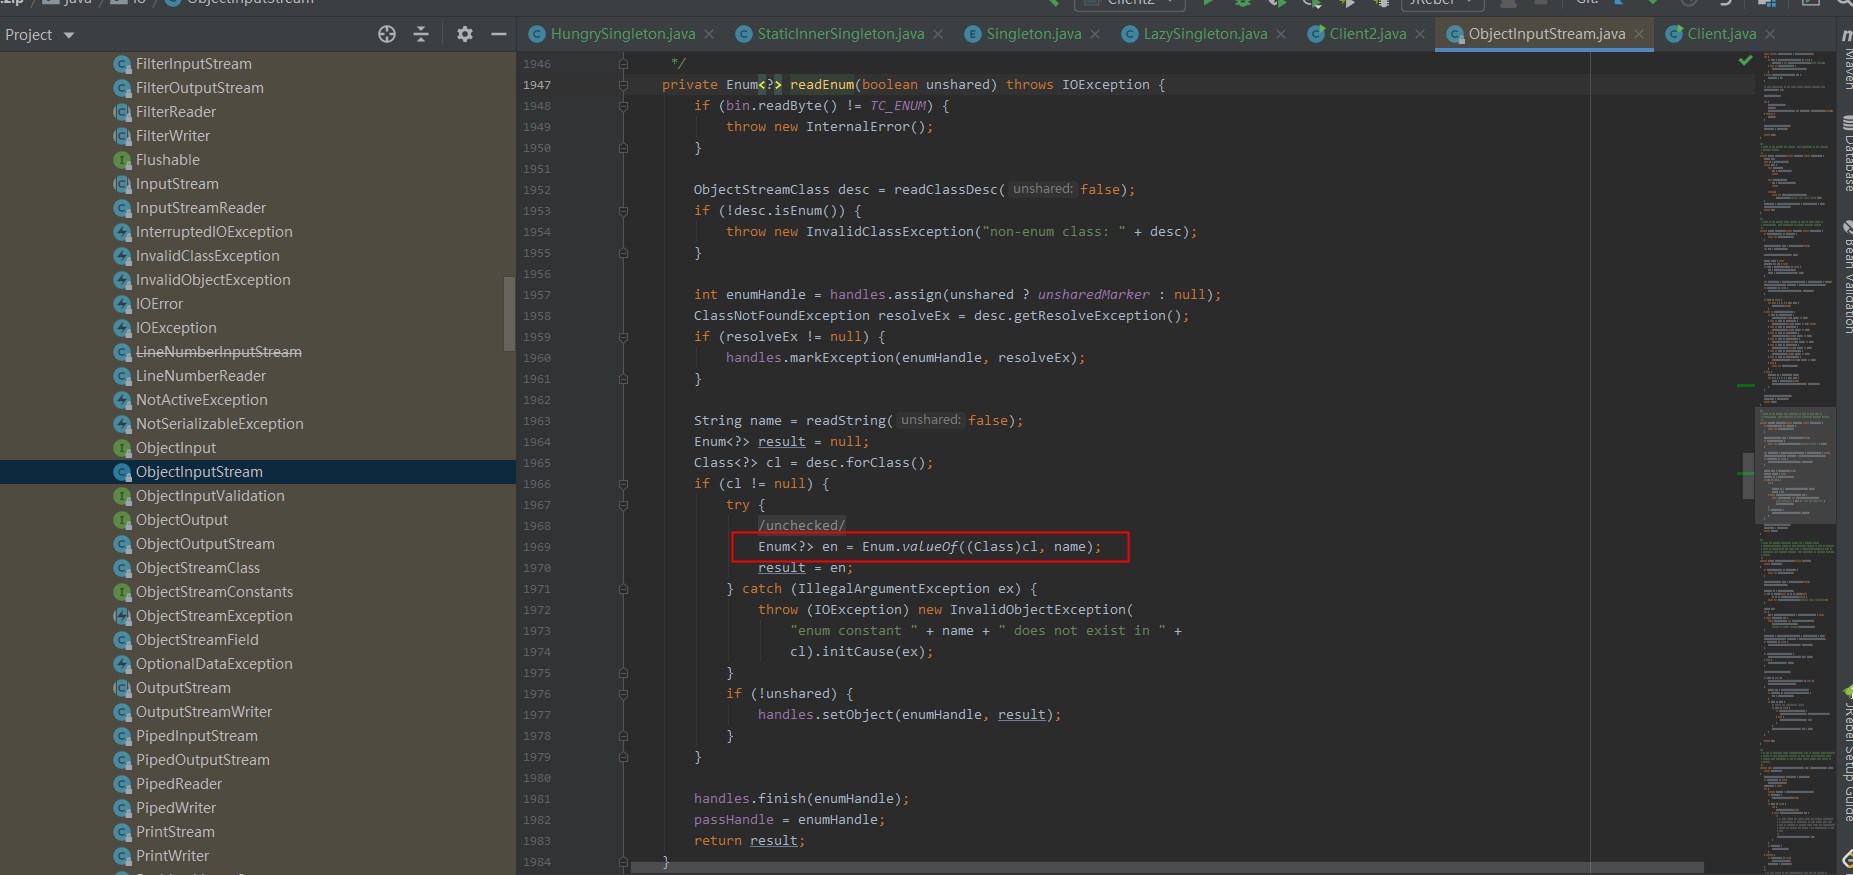 .zip java io ObjectInputStream
Client2 JRebel Git:
Project
HungrySingleton.java StaticInnerSingleton.java Singleton.java LazySingleton.java Client2.java ObjectInputStream.java Client.java
FilterInputStream
FilterOutputStream
FilterReader
FilterWriter
Flushable
InputStream
InputStreamReader
InterruptedIOException
InvalidClassException
InvalidObjectException
IOError
IOException
LineNumberInputStream
LineNumberReader
NotActiveException
NotSerializableException
ObjectInput
ObjectInputStream
ObjectInputValidation
ObjectOutput
ObjectOutputStream
ObjectStreamClass
ObjectStreamConstants
ObjectStreamException
ObjectStreamField
OptionalDataException
OutputStream
OutputStreamWriter
PipedInputStream
PipedOutputStream
PipedReader
PipedWriter
PrintStream
PrintWriter
1946 */
1947 private Enum<?> readEnum(boolean unshared) throws IOException {
1948 if (bin.readByte() != TC_ENUM) {
1949 throw new InternalError();
1950 }
1951
1952 ObjectStreamClass desc = readClassDesc( unshared: false);
1953 if (!desc.isEnum()) {
1954 throw new InvalidClassException("non-enum class: " + desc);
1955 }
1956
1957 int enumHandle = handles.assign(unshared ? unsharedMarker : null);
1958 ClassNotFoundException resolveEx = desc.getResolveException();
1959 if (resolveEx != null) {
1960 handles.markException(enumHandle, resolveEx);
1961 }
1962
1963 String name = readString( unshared: false);
1964 Enum<?> result = null;
1965 Class<?> cl = desc.forClass();
1966 if (cl != null) {
1967 try {
1968 /unchecked/
1969 Enum<?> en = Enum.valueOf((Class)cl, name);
1970 result = en;
1971 } catch (IllegalArgumentException ex) {
1972 throw (IOException) new InvalidObjectException(
1973 "enum constant " + name + " does not exist in " +
1974 cl).initCause(ex);
1975 }
1976 if (!unshared) {
1977 handles.setObject(enumHandle, result);
1978 }
1979 }
1980
1981 handles.finish(enumHandle);
1982 passHandle = enumHandle;
1983 return result;
1984 }
Maven
Database
Bean Validation
JRebel Setup Guide